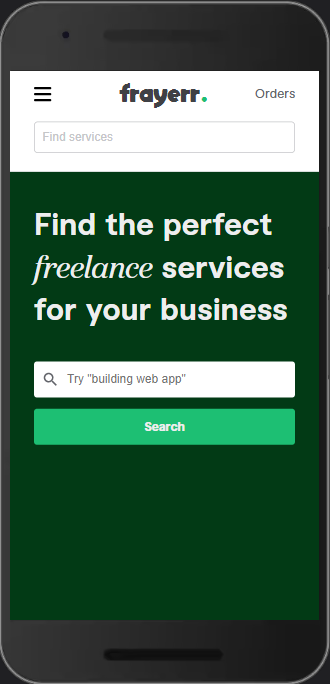 frayerr.
Orders
Find services
Find the perfect
freelance services
for your business
Try "building web app"
Search